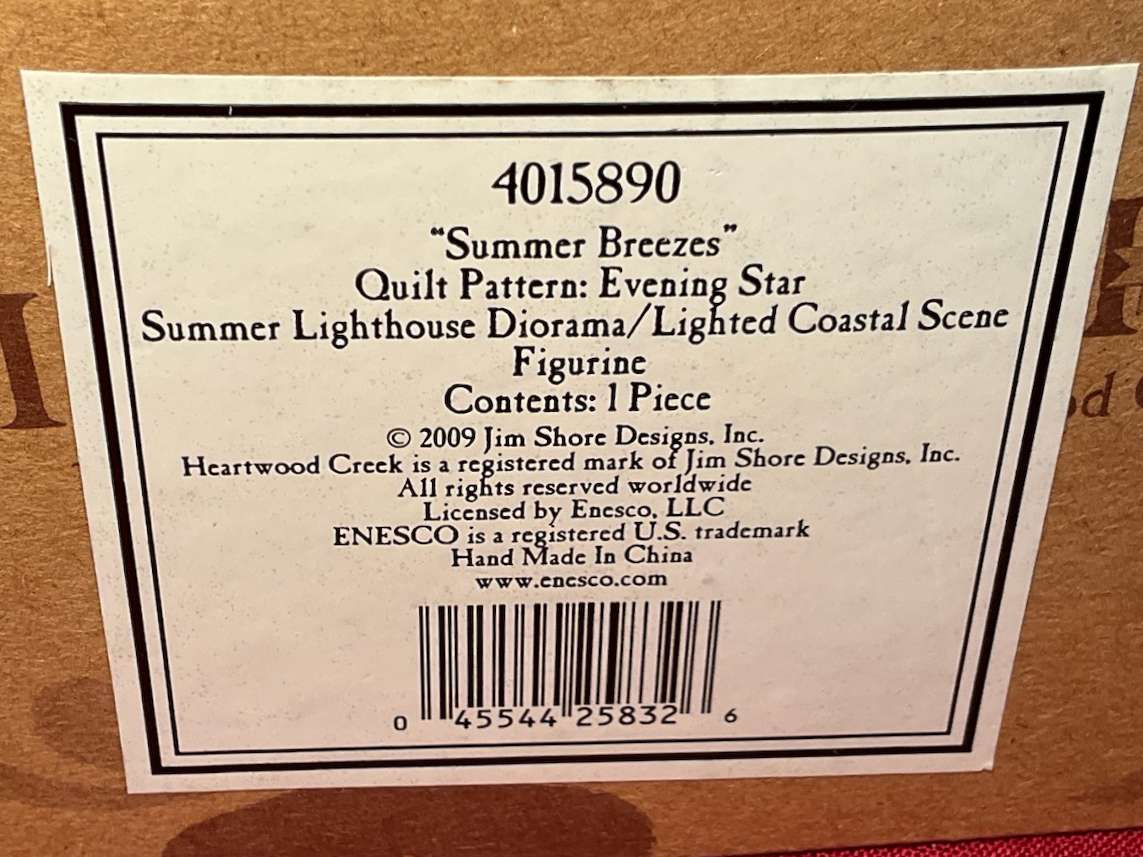 4015890
"Summer Breezes"
Quilt Pattern: Evening Star
Summer Lighthouse Diorama/Lighted Coastal Scene
Figurine
Contents: 1 Piece
© 2009 Jim Shore Designs, Inc.
Heartwood Creek is a registered mark of Jim Shore Designs, Inc.
All rights reserved worldwide
Licensed by Enesco, LLC
ENESCO is a registered U.S. trademark
Hand Made In China
www.enesco.com
0 45544 25832 6